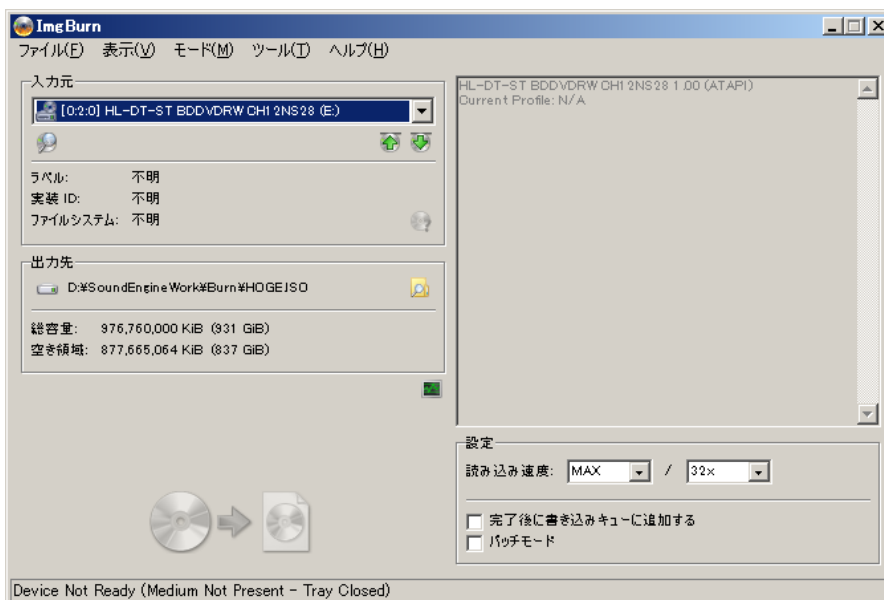 ImgBurn
ファイル(F) 表示(V) モード(M) ツール(T) ヘルプ(H)
入力元
[0:2:0] HL-DT-ST BDDVDRW CH12NS28 (E:)
ラベル: 不明
実装 ID: 不明
ファイルシステム: 不明
出力先
D:¥SoundEngineWork¥Burn¥HOGE.ISO
総容量: 976,760,000 KiB (931 GiB)
空き領域: 877,665,064 KiB (837 GiB)
HL-DT-ST BDDVDRW CH12NS28 1.00 (ATAPI)
Current Profile: N/A
設定
読み込み速度: MAX / 32x
完了後に書き込みキューに追加する
バッチモード
Device Not Ready (Medium Not Present - Tray Closed)